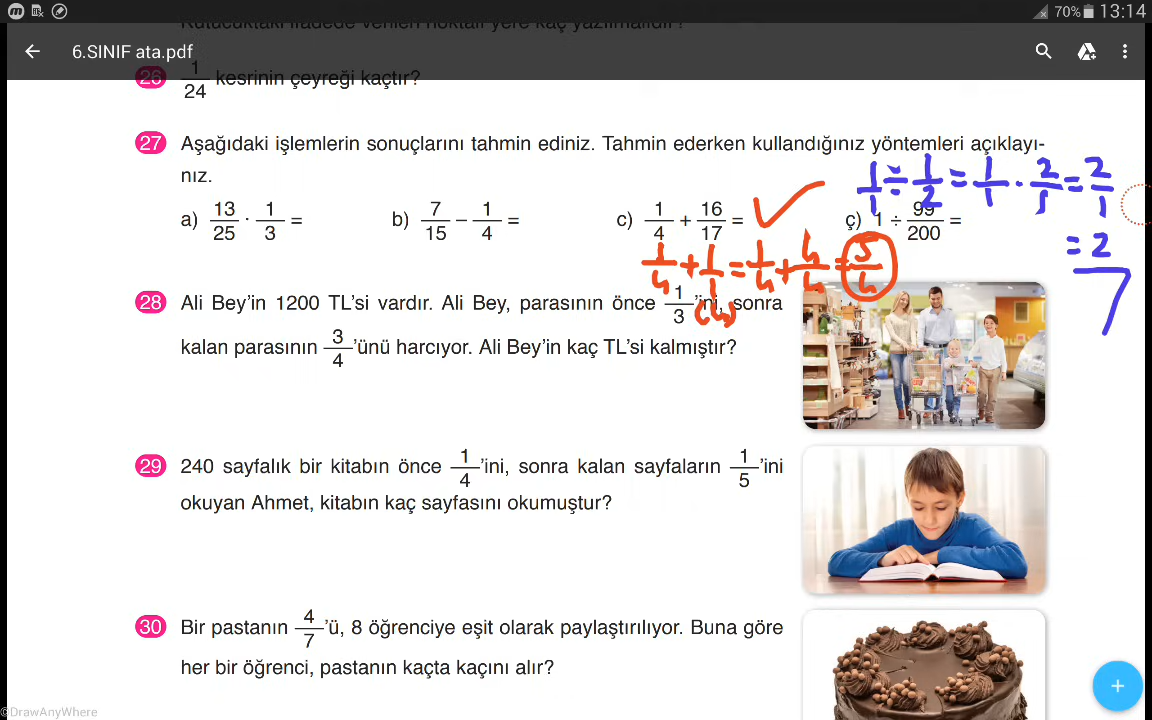 70% 13:14
6.SINIF ata.pdf
26 1/24 kesrinin çeyreği kaçtır?
27 Aşağıdaki işlemlerin sonuçlarını tahmin ediniz. Tahmin ederken kullandığınız yöntemleri açıklayı-
nız.
1/1 ÷ 1/2 = 1/1 · 2/1 = 2/1
= 2
a) 13/25 · 1/3 = b) 7/15 − 1/4 = c) 1/4 + 16/17 = ç) 1 ÷ 99/200 =
1/4 + 1/1 = 1/4 + 4/4 = 5/4
(4)
28 Ali Bey'in 1200 TL'si vardır. Ali Bey, parasının önce 1/3 'ini, sonra
kalan parasının 3/4 'ünü harcıyor. Ali Bey'in kaç TL'si kalmıştır?
29 240 sayfalık bir kitabın önce 1/4 'ini, sonra kalan sayfaların 1/5 'ini
okuyan Ahmet, kitabın kaç sayfasını okumuştur?
30 Bir pastanın 4/7 'ü, 8 öğrenciye eşit olarak paylaştırılıyor. Buna göre
her bir öğrenci, pastanın kaçta kaçını alır?
©DrawAnyWhere